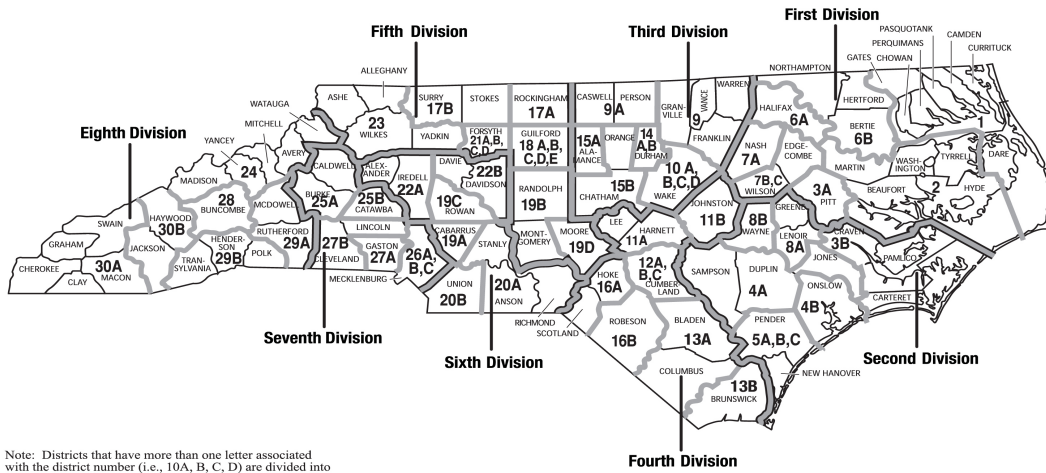 First Division
PASQUOTANK
CAMDEN
Fifth Division
Third Division
PERQUIMANS
CURRITUCK
GATES
CHOWAN
ALLEGHANY
NORTHAMPTON
WARREN
ASHE
SURRY
17B
STOKES
ROCKINGHAM
17A
CASWELL
PERSON
9A
GRAN-
VILLE
VANCE
9
HERTFORD
WATAUGA
23
WILKES
HALIFAX
6A
MITCHELL
YADKIN
FORSYTH
21A,B,
C,D
GUILFORD
18 A,B,
C,D,E
15A
ALA-
MANCE
ORANGE
14
A,B
DURHAM
FRANKLIN
BERTIE
6B
1
Eighth Division
YANCEY
AVERY
CALDWELL
ALEX-
ANDER
IREDELL
22A
DAVIE
22B
DAVIDSON
NASH
7A
EDGE-
COMBE
MARTIN
WASH-
INGTON
TYRRELL
DARE
24
MADISON
BURKE
25A
25B
CATAWBA
19C
ROWAN
RANDOLPH
19B
CHATHAM
15B
10 A,
B,C,D
WAKE
7B,C
WILSON
3A
PITT
BEAUFORT
2
HYDE
28
BUNCOMBE
MCDOWELL
SWAIN
HAYWOOD
30B
RUTHERFORD
29A
LINCOLN
CABARRUS
19A
STANLY
MONT-
GOMERY
MOORE
19D
LEE
11A
HARNETT
JOHNSTON
11B
8B
WAYNE
GREENE
LENOIR
8A
CRAVEN
3B
GRAHAM
JACKSON
HENDER-
SON
29B
POLK
27B
CLEVELAND
GASTON
27A
26A,
B,C
JONES
PAMLICO
CHEROKEE
30A
MACON
CLAY
TRAN-
SYLVANIA
MECKLENBURG
UNION
20B
20A
ANSON
HOKE
16A
12A,
B,C
CUMBER-
LAND
SAMPSON
DUPLIN
4A
ONSLOW
4B
CARTERET
RICHMOND
SCOTLAND
Seventh Division
ROBESON
16B
BLADEN
13A
PENDER
5A,B,C
Sixth Division
Second Division
COLUMBUS
NEW HANOVER
13B
BRUNSWICK
Fourth Division
Note: Districts that have more than one letter associated
with the district number (i.e., 10A, B, C, D) are divided into